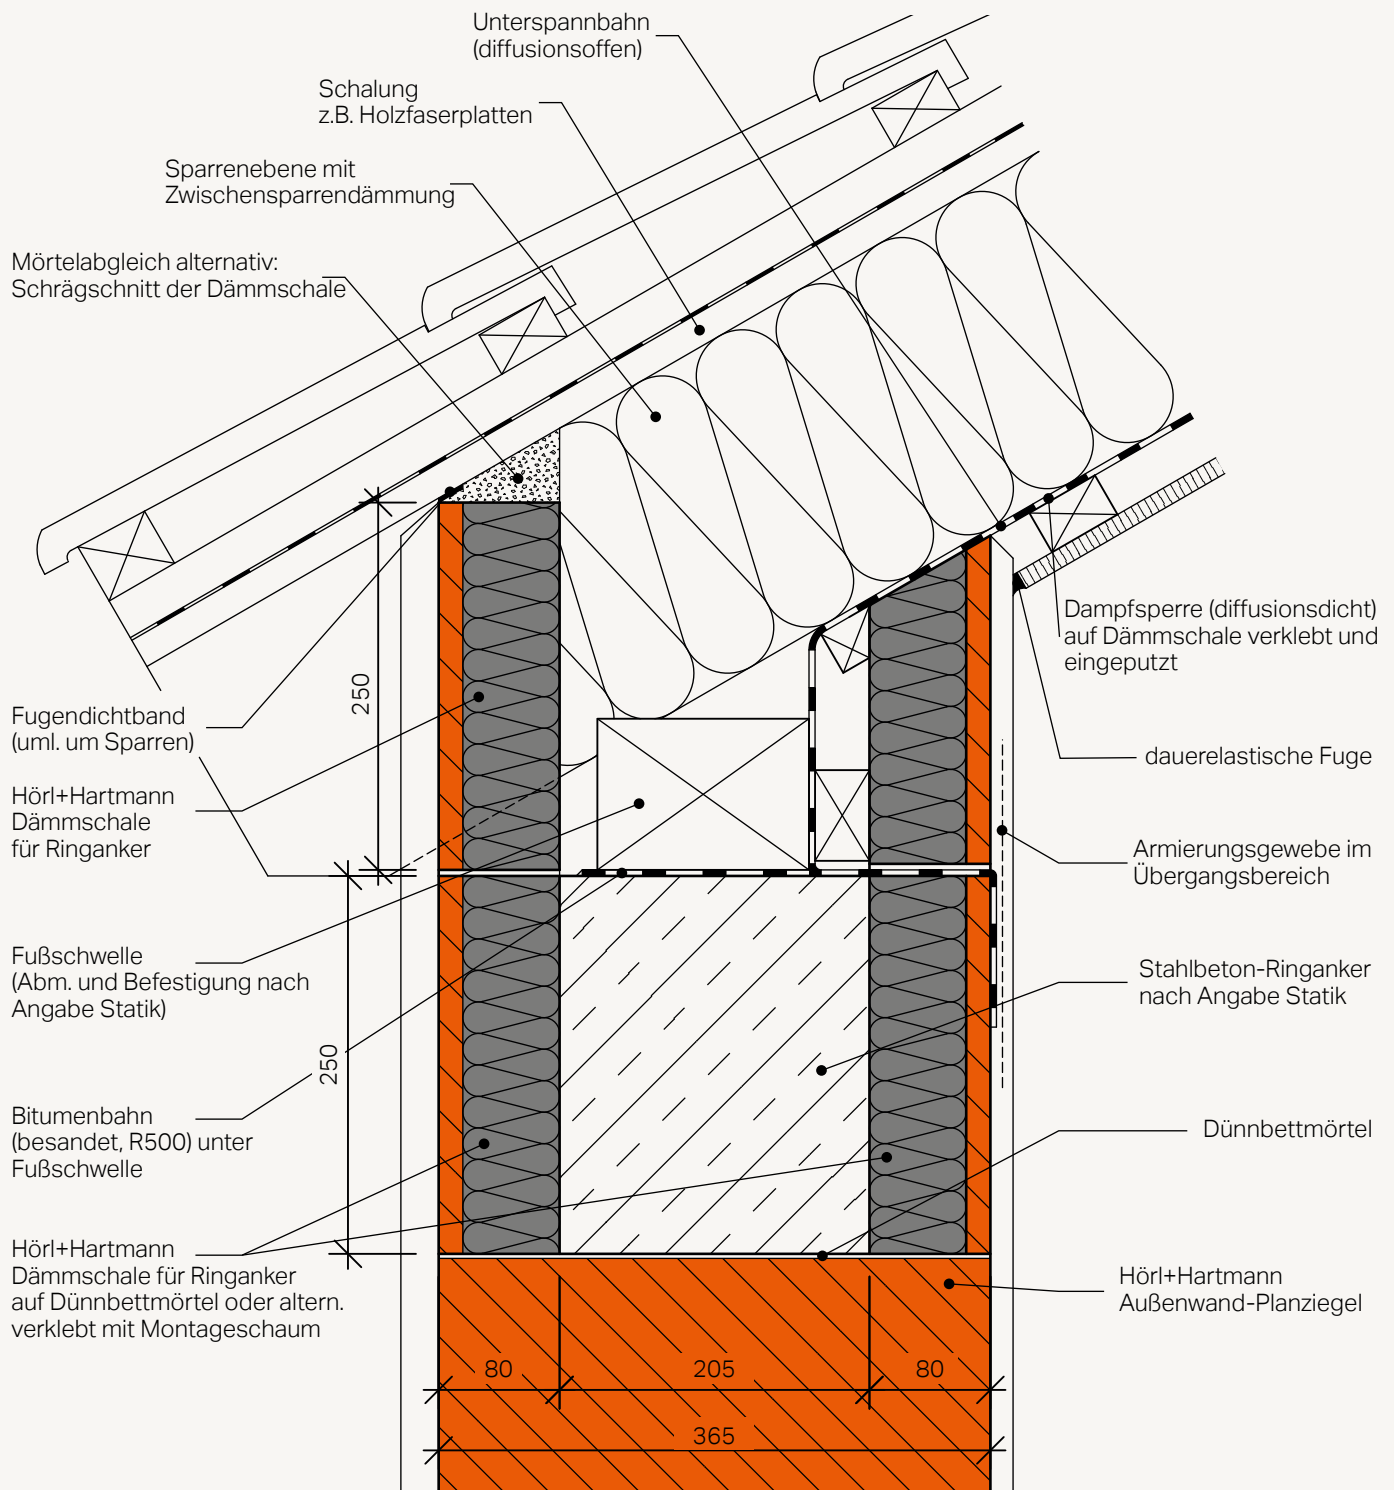 Unterspannbahn
(diffusionsoffen)
Schalung
z.B. Holzfaserplatten
Sparrenebene mit
Zwischensparrendämmung
Mörtelabgleich alternativ:
Schrägschnitt der Dämmschale
Dampfsperre (diffusionsdicht)
auf Dämmschale verklebt und
eingeputzt
250
Fugendichtband
(uml. um Sparren)
dauerelastische Fuge
Hörl+Hartmann
Dämmschale
für Ringanker
Armierungsgewebe im
Übergangsbereich
Fußschwelle
(Abm. und Befestigung nach
Angabe Statik)
Stahlbeton-Ringanker
nach Angabe Statik
250
Bitumenbahn
(besandet, R500) unter
Fußschwelle
Dünnbettmörtel
Hörl+Hartmann
Dämmschale für Ringanker
auf Dünnbettmörtel oder altern.
verklebt mit Montageschaum
Hörl+Hartmann
Außenwand-Planziegel
80 205 80
365